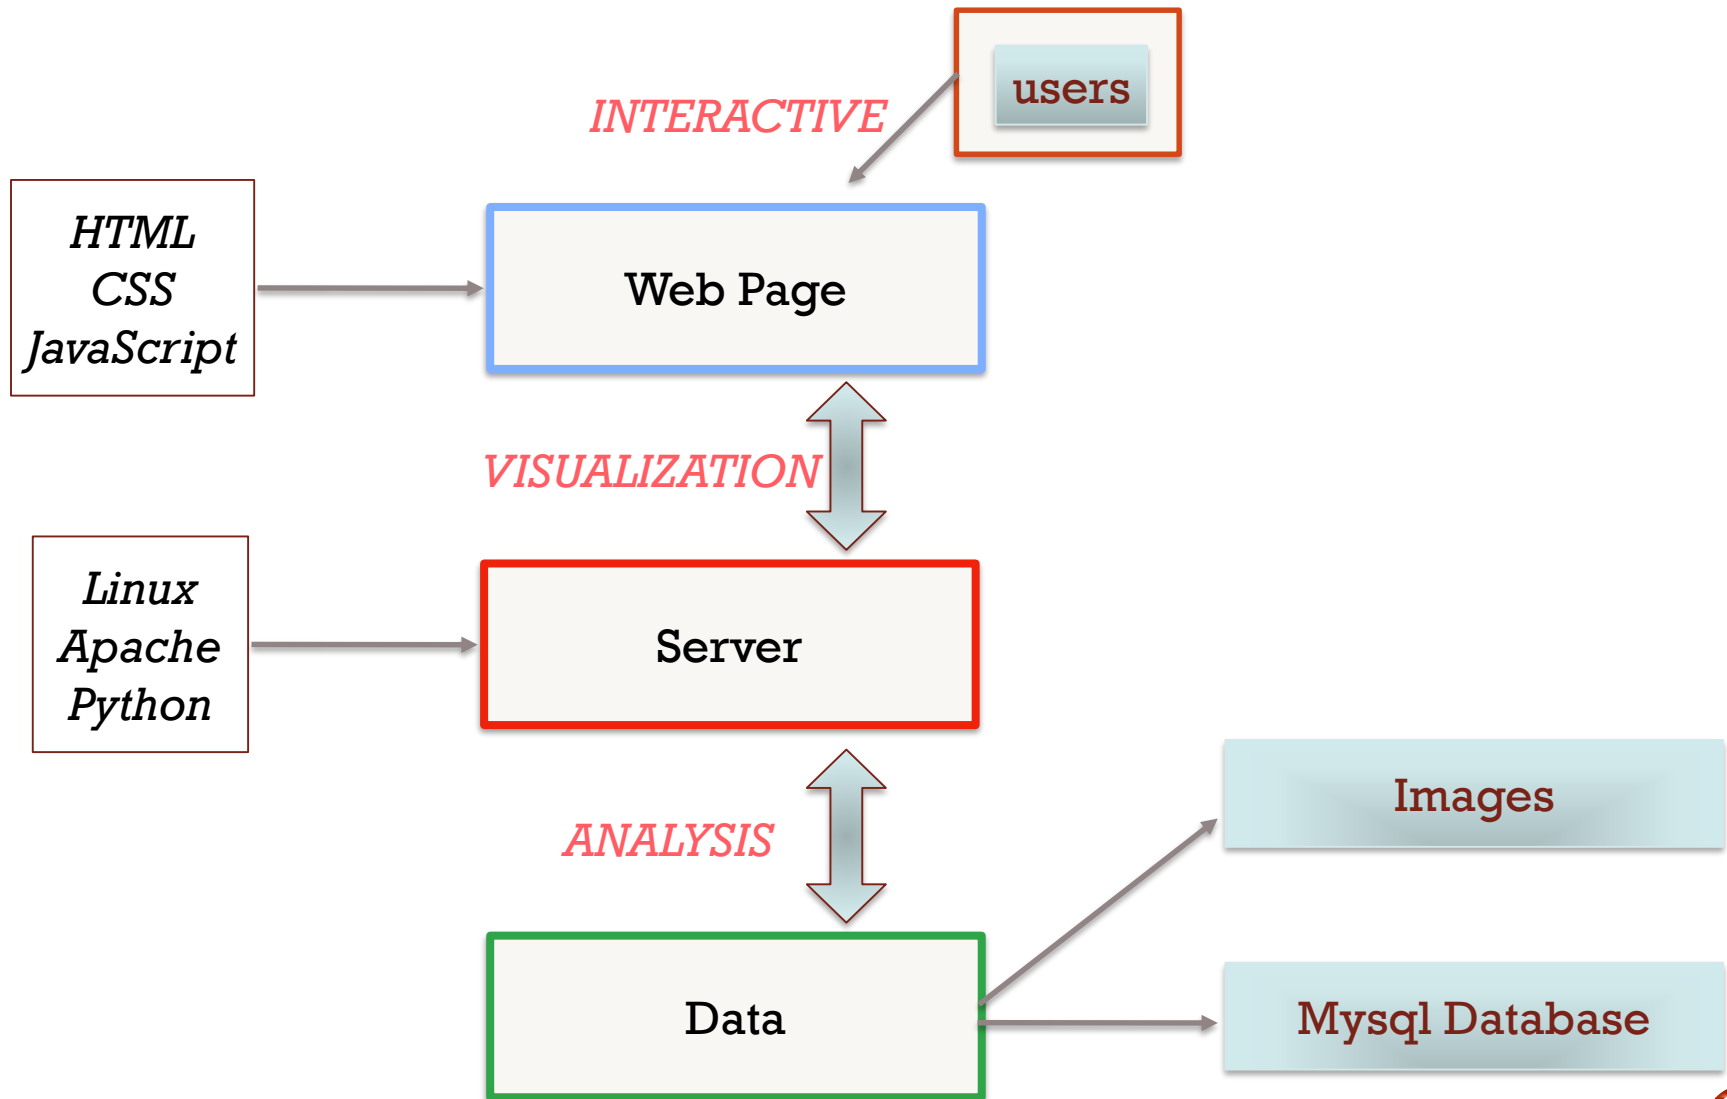 users
INTERACTIVE
HTML
CSS
JavaScript
Web Page
VISUALIZATION
Linux
Apache
Python
Server
Images
ANALYSIS
Data
Mysql Database